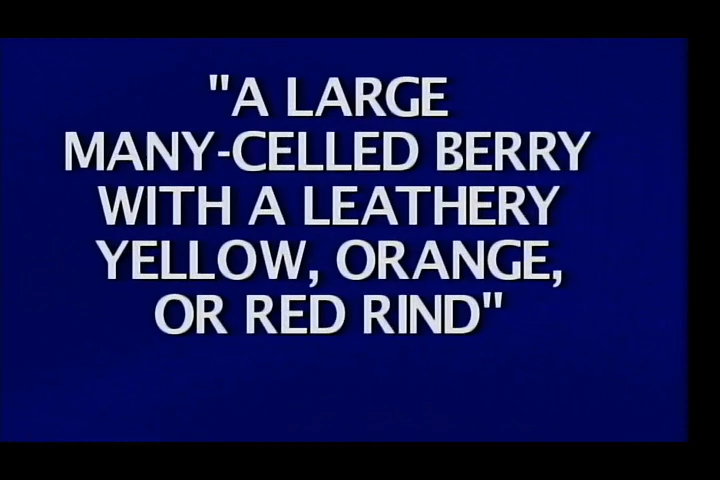 "A LARGE
MANY-CELLED BERRY
WITH A LEATHERY
YELLOW, ORANGE,
OR RED RIND"